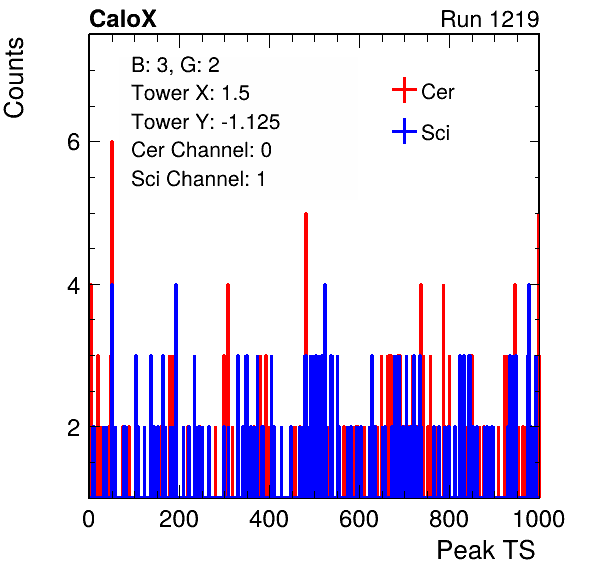 CaloX
Run 1219
Counts
B: 3, G: 2
Tower X: 1.5
Tower Y: -1.125
Cer Channel: 0
Sci Channel: 1
Cer
Sci
6
4
2
0 200 400 600 800 1000
Peak TS